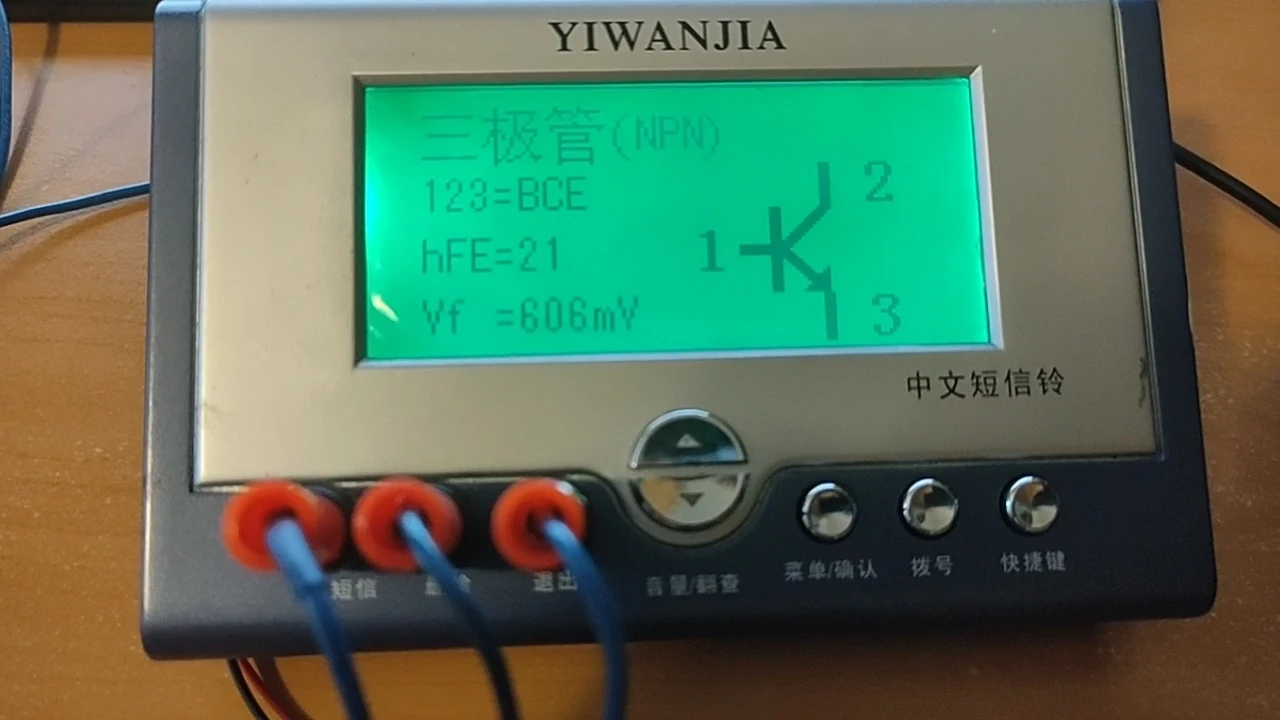 YIWANJIA
三极管(NPN)
123=BCE
2
hFE=21
1
Vf =606mV
3
中文短信铃
短信
退出
音量/翻查
菜单/确认
拨号
快捷键